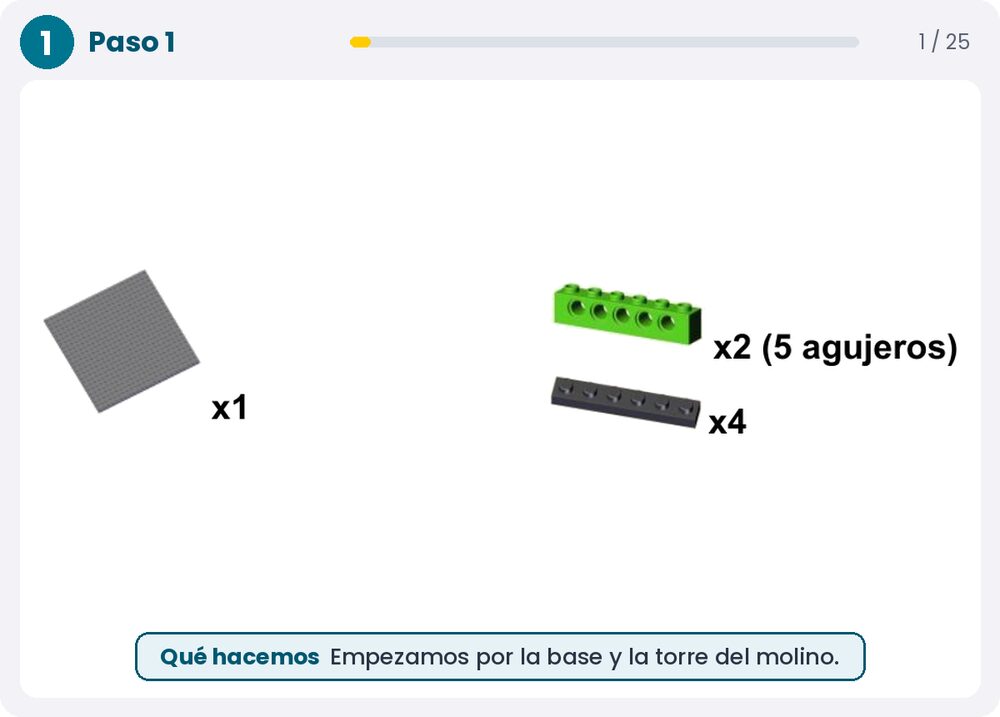 1 Paso 1
1 / 25
x1
x2 (5 agujeros)
x4
Qué hacemos Empezamos por la base y la torre del molino.